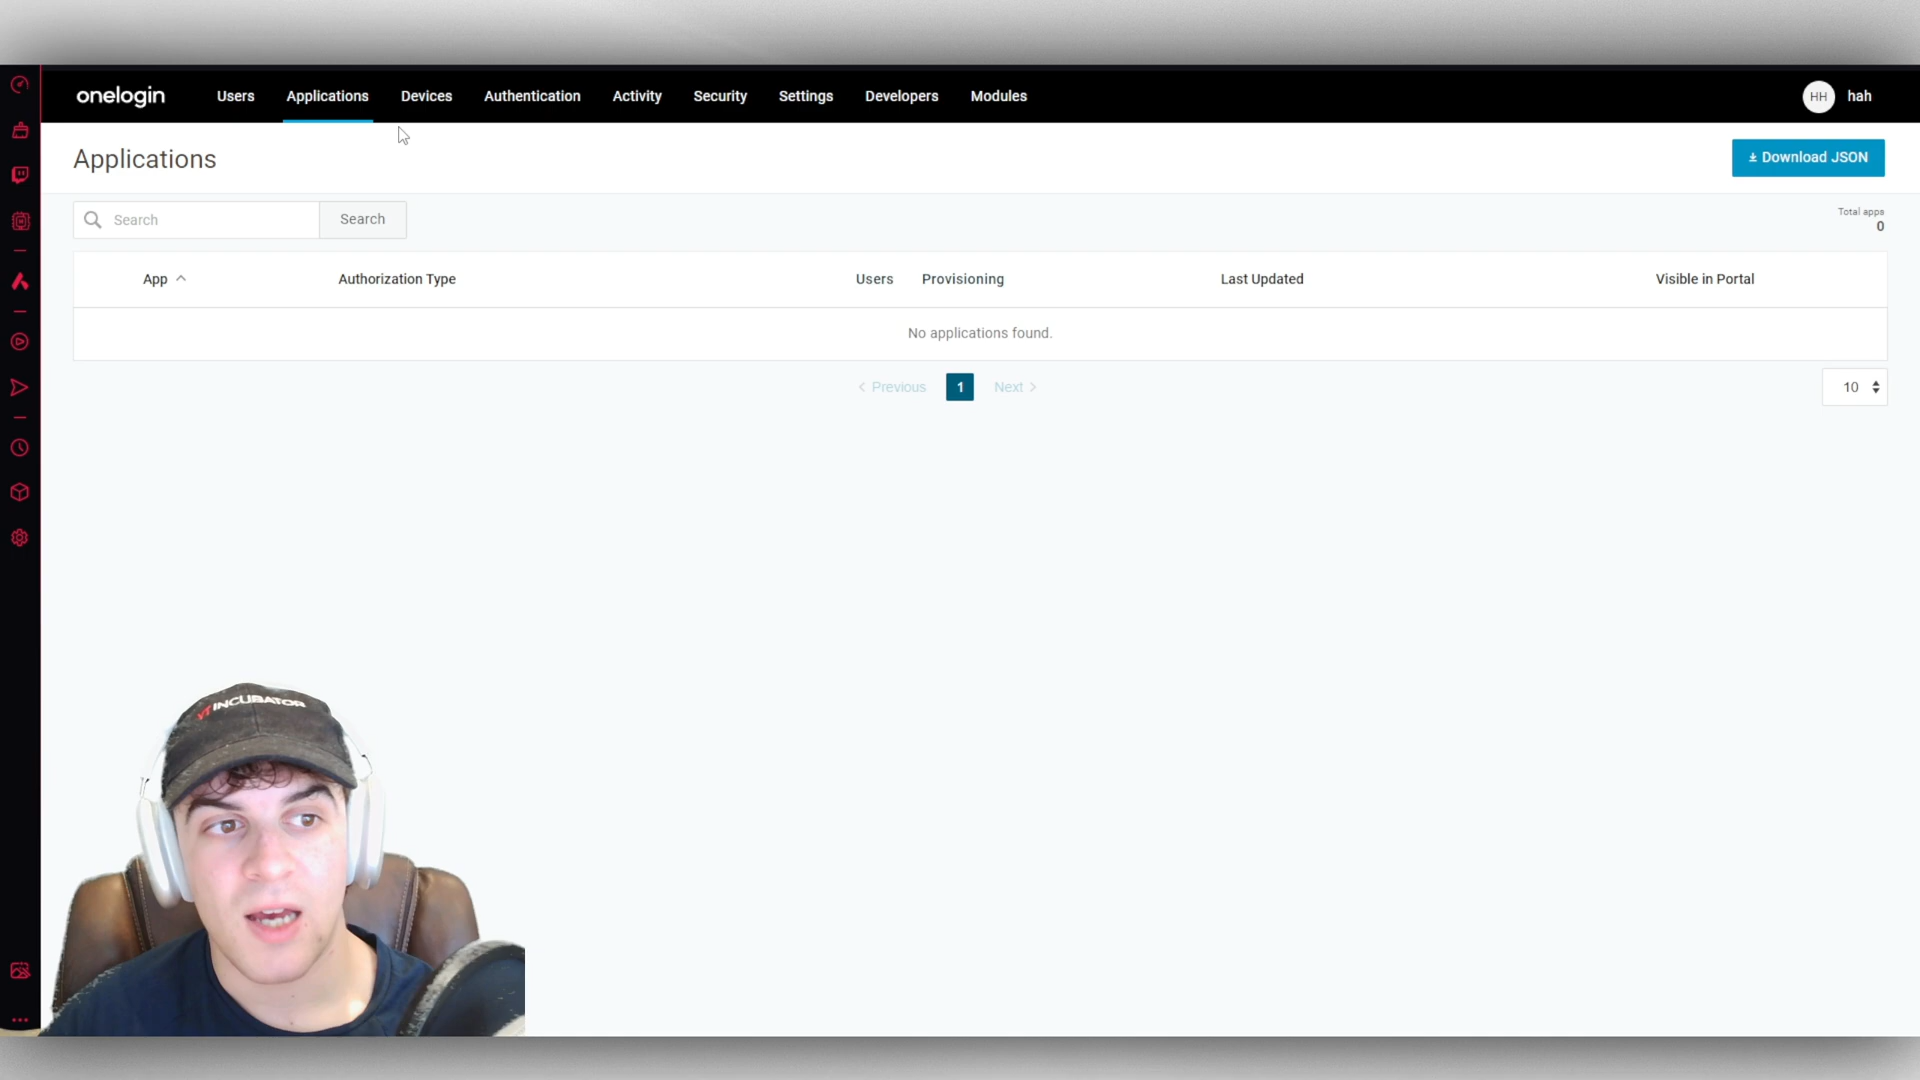 onelogin Users Applications Devices Authentication Activity Security Settings Developers Modules HH hah
Applications
Download JSON
Search Search
Total apps
0
App Authorization Type Users Provisioning Last Updated Visible in Portal
No applications found.
Previous 1 Next
10
YTINCUBATOR